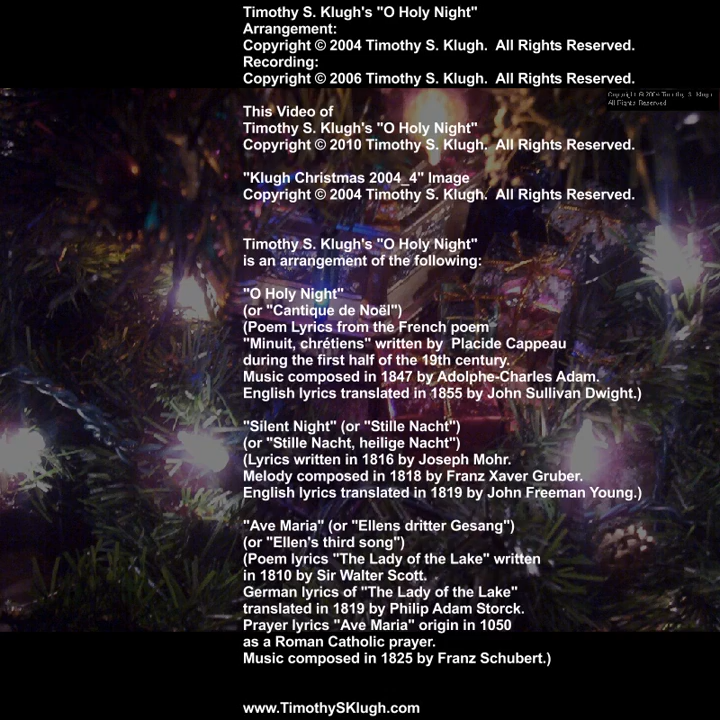 Timothy S. Klugh's "O Holy Night"
Arrangement:
Copyright © 2004 Timothy S. Klugh.  All Rights Reserved.
Recording:
Copyright © 2006 Timothy S. Klugh.  All Rights Reserved.
Copyright © 2004 Timothy S. Klugh
All Rights Reserved
This Video of
Timothy S. Klugh's "O Holy Night"
Copyright © 2010 Timothy S. Klugh.  All Rights Reserved.
"Klugh Christmas 2004_4" Image
Copyright © 2004 Timothy S. Klugh.  All Rights Reserved.
Timothy S. Klugh's "O Holy Night"
is an arrangement of the following:
"O Holy Night"
(or "Cantique de Noël")
(Poem Lyrics from the French poem
"Minuit, chrétiens" written by  Placide Cappeau
during the first half of the 19th century.
Music composed in 1847 by Adolphe-Charles Adam.
English lyrics translated in 1855 by John Sullivan Dwight.)
"Silent Night" (or "Stille Nacht")
(or "Stille Nacht, heilige Nacht")
(Lyrics written in 1816 by Joseph Mohr.
Melody composed in 1818 by Franz Xaver Gruber.
English lyrics translated in 1819 by John Freeman Young.)
"Ave Maria" (or "Ellens dritter Gesang")
(or "Ellen's third song")
(Poem lyrics "The Lady of the Lake" written
in 1810 by Sir Walter Scott.
German lyrics of "The Lady of the Lake"
translated in 1819 by Philip Adam Storck.
Prayer lyrics "Ave Maria" origin in 1050
as a Roman Catholic prayer.
Music composed in 1825 by Franz Schubert.)
www.TimothySKlugh.com